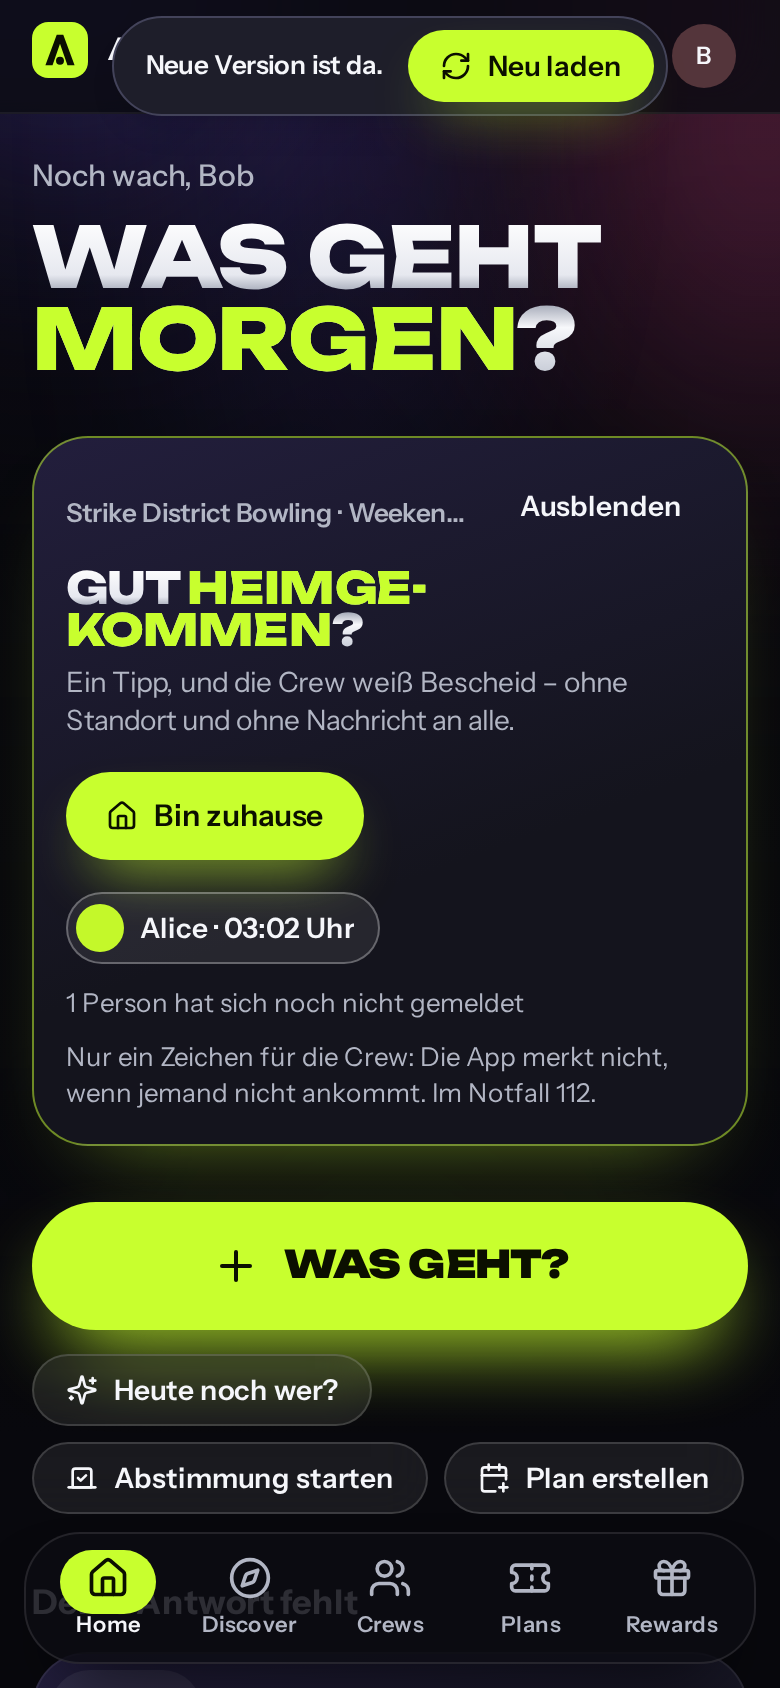 Neue Version ist da.
Neu laden
B
Noch wach, Bob
WAS GEHT
MORGEN?
Strike District Bowling · Weeken...
Ausblenden
GUT HEIMGE-
KOMMEN?
Ein Tipp, und die Crew weiß Bescheid – ohne
Standort und ohne Nachricht an alle.
Bin zuhause
Alice · 03:02 Uhr
1 Person hat sich noch nicht gemeldet
Nur ein Zeichen für die Crew: Die App merkt nicht,
wenn jemand nicht ankommt. Im Notfall 112.
WAS GEHT?
Heute noch wer?
Abstimmung starten
Plan erstellen
Antwort fehlt
Home
Discover
Crews
Plans
Rewards